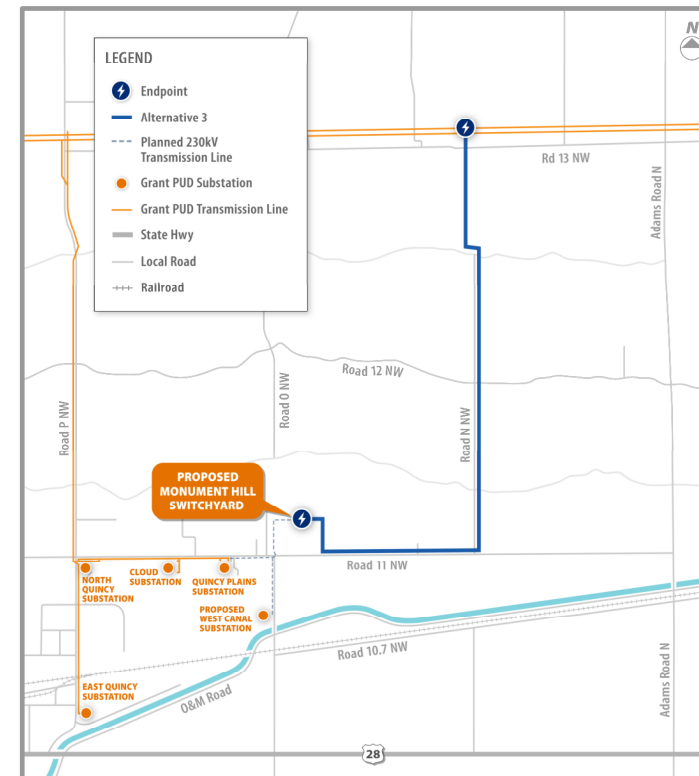 N
LEGEND
Endpoint
Alternative 3
Planned 230kV
Transmission Line
Grant PUD Substation
Grant PUD Transmission Line
State Hwy
Local Road
Railroad
Rd 13 NW
Adams Road N
Road P NW
Road O NW
Road 12 NW
Road N NW
PROPOSED
MONUMENT HILL
SWITCHYARD
Road 11 NW
NORTH
QUINCY
SUBSTATION
CLOUD
SUBSTATION
QUINCY PLAINS
SUBSTATION
PROPOSED
WEST CANAL
SUBSTATION
Road 10.7 NW
Adams Road N
EAST QUINCY
SUBSTATION
O&M Road
28